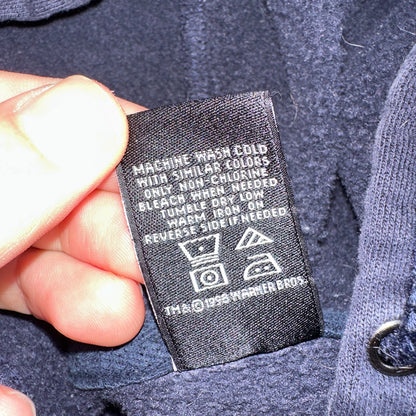 MACHINE WASH COLD
WITH SIMILAR COLORS
ONLY NON-CHLORINE
BLEACH WHEN NEEDED
TUMBLE DRY LOW
WARM IRON ON
REVERSE SIDE IF NEEDED
TM & © 1998 WARNER BROS.